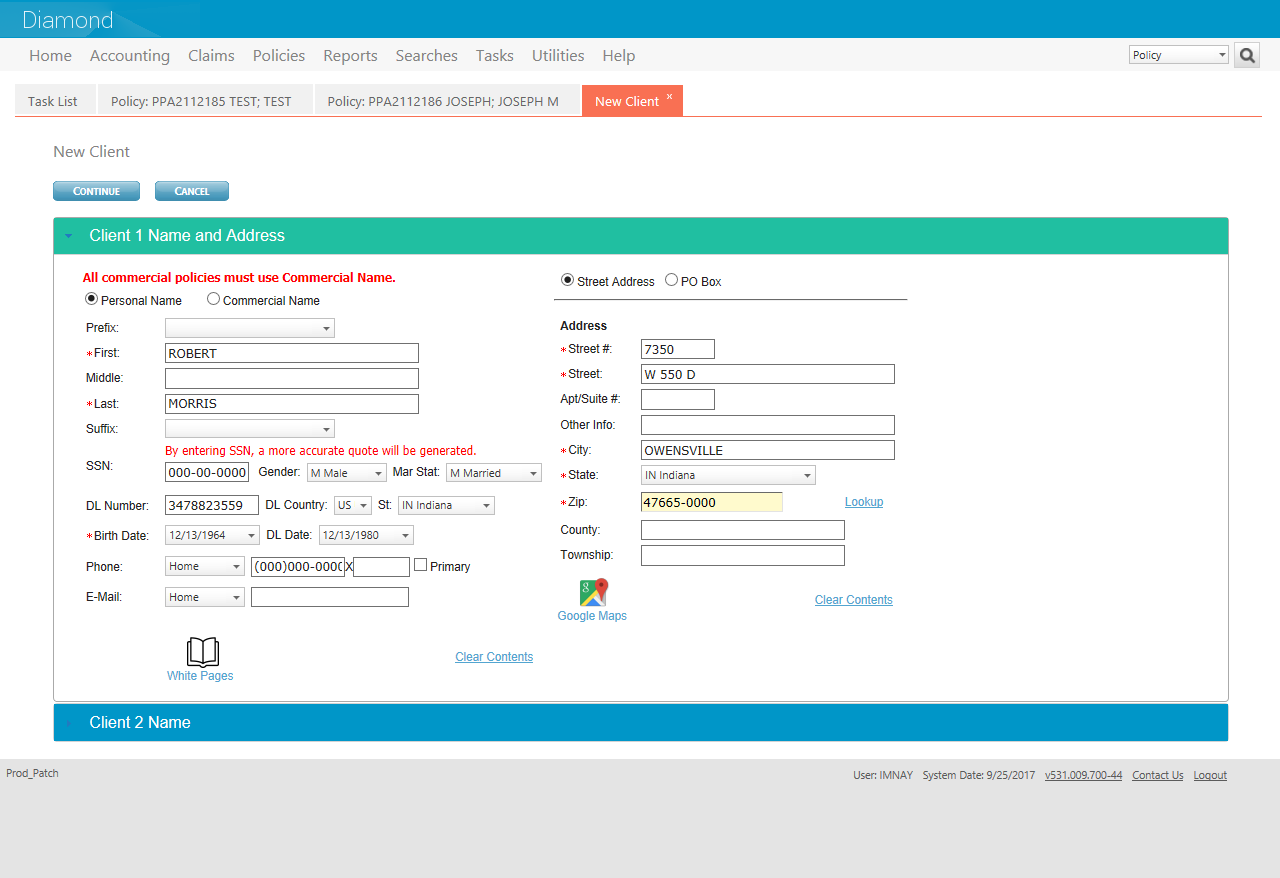 Diamond
Home Accounting Claims Policies Reports Searches Tasks Utilities Help Policy
Task List Policy: PPA2112185 TEST; TEST Policy: PPA2112186 JOSEPH; JOSEPH M New Client x
New Client
CONTINUE CANCEL
Client 1 Name and Address
All commercial policies must use Commercial Name.
Personal Name Commercial Name
Prefix:
*First: ROBERT
Middle:
*Last: MORRIS
Suffix:
By entering SSN, a more accurate quote will be generated.
SSN: 000-00-0000 Gender: M Male Mar Stat: M Married
DL Number: 3478823559 DL Country: US St: IN Indiana
*Birth Date: 12/13/1964 DL Date: 12/13/1980
Phone: Home (000)000-0000 X Primary
E-Mail: Home
White Pages
Clear Contents
Street Address PO Box
Address
*Street #: 7350
*Street: W 550 D
Apt/Suite #:
Other Info:
*City: OWENSVILLE
*State: IN Indiana
*Zip: 47665-0000 Lookup
County:
Township:
g
Google Maps
Clear Contents
Client 2 Name
Prod_Patch User: IMNAY System Date: 9/25/2017 v531.009.700-44 Contact Us Logout